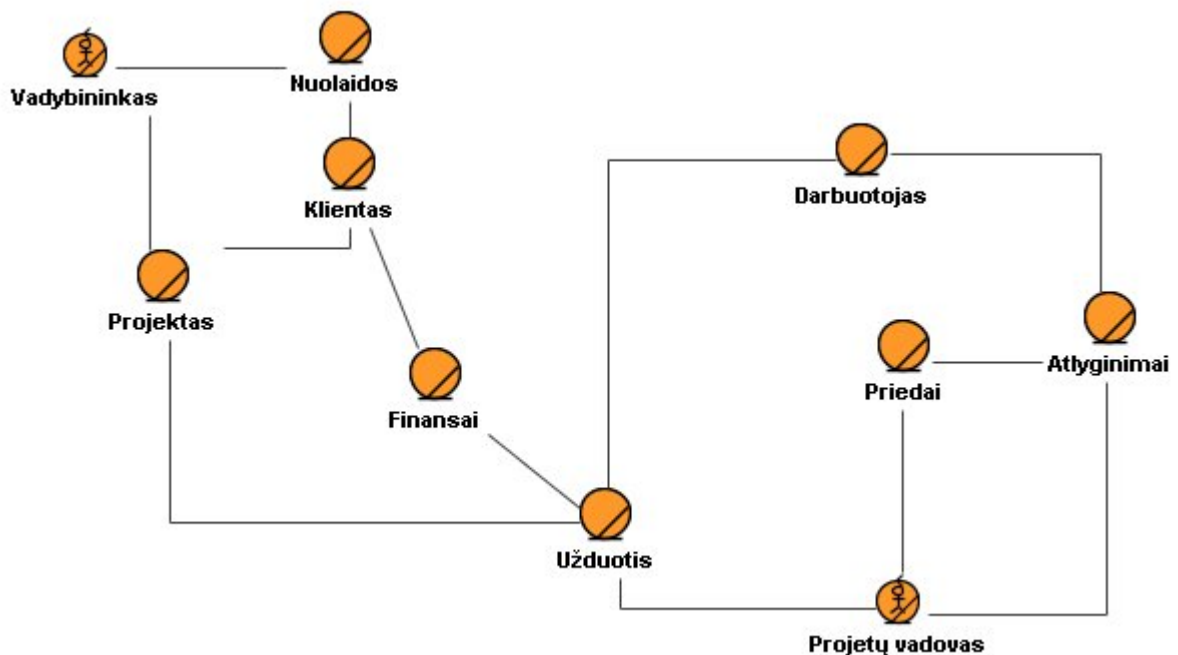 Vadybininkas
Nuolaidos
Klientas
Darbuotojas
Projektas
Finansai
Priedai
Atlyginimai
Užduotis
Projetų vadovas